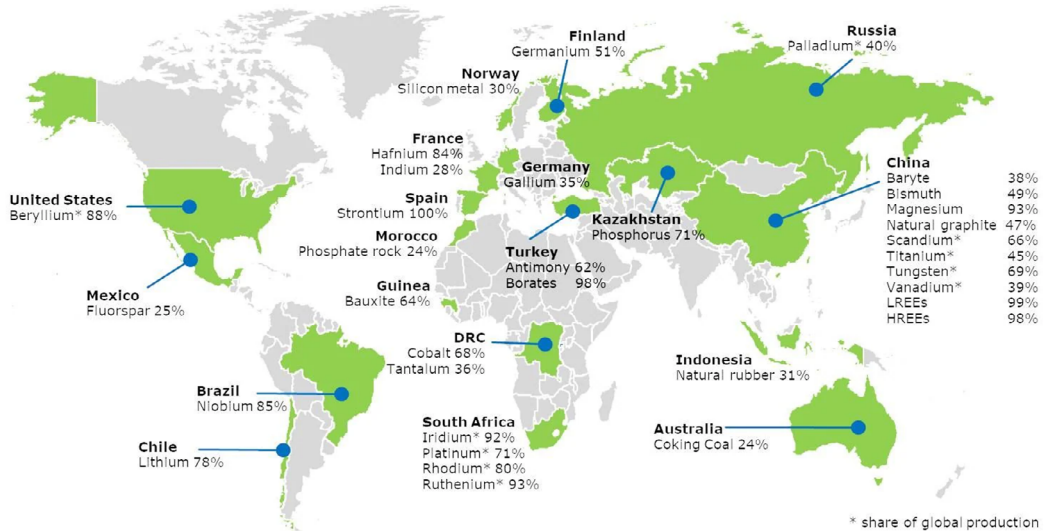 Finland
Germanium 51%
Russia
Palladium* 40%
Norway
Silicon metal 30%
France
Hafnium 84%
Indium 28%
Germany
Gallium 35%
China
Baryte 38%
Bismuth 49%
Magnesium 93%
Natural graphite 47%
Scandium* 66%
Titanium* 45%
Tungsten* 69%
Vanadium* 39%
LREEs 99%
HREEs 98%
United States
Beryllium* 88%
Spain
Strontium 100%
Kazakhstan
Phosphorus 71%
Morocco
Phosphate rock 24%
Turkey
Antimony 62%
Borates 98%
Mexico
Fluorspar 25%
Guinea
Bauxite 64%
DRC
Cobalt 68%
Tantalum 36%
Indonesia
Natural rubber 31%
Brazil
Niobium 85%
South Africa
Iridium* 92%
Platinum* 71%
Rhodium* 80%
Ruthenium* 93%
Australia
Coking Coal 24%
Chile
Lithium 78%
* share of global production